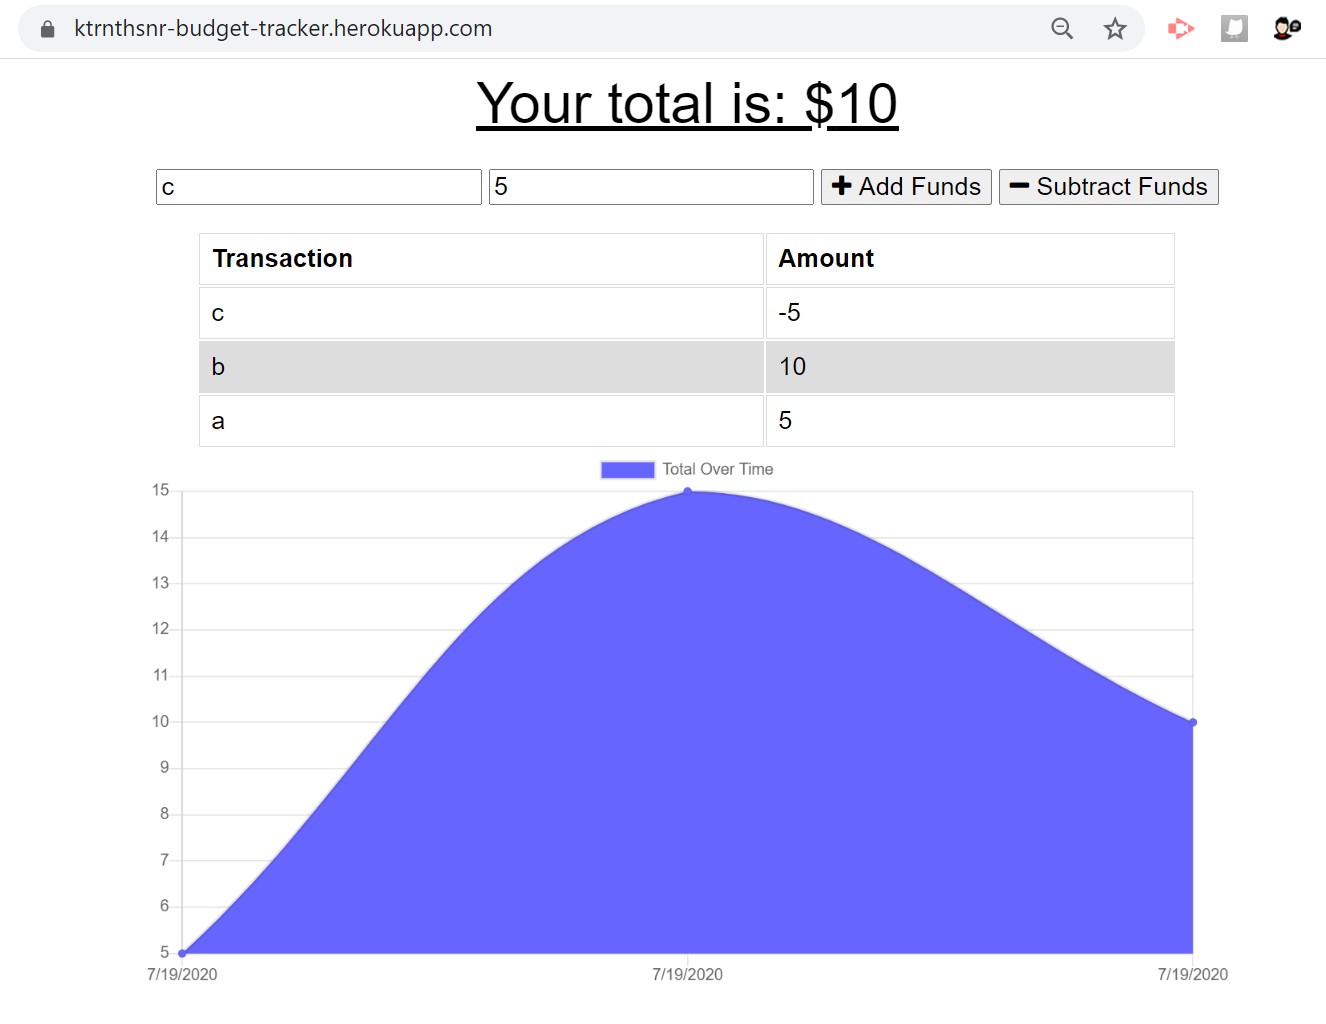 ktrnthsnr-budget-tracker.herokuapp.com
Your total is: $10
c 5 Add Funds Subtract Funds
Transaction Amount
c -5
b 10
a 5
Total Over Time
15
14
13
12
11
10
9
8
7
6
5
7/19/2020 7/19/2020 7/19/2020